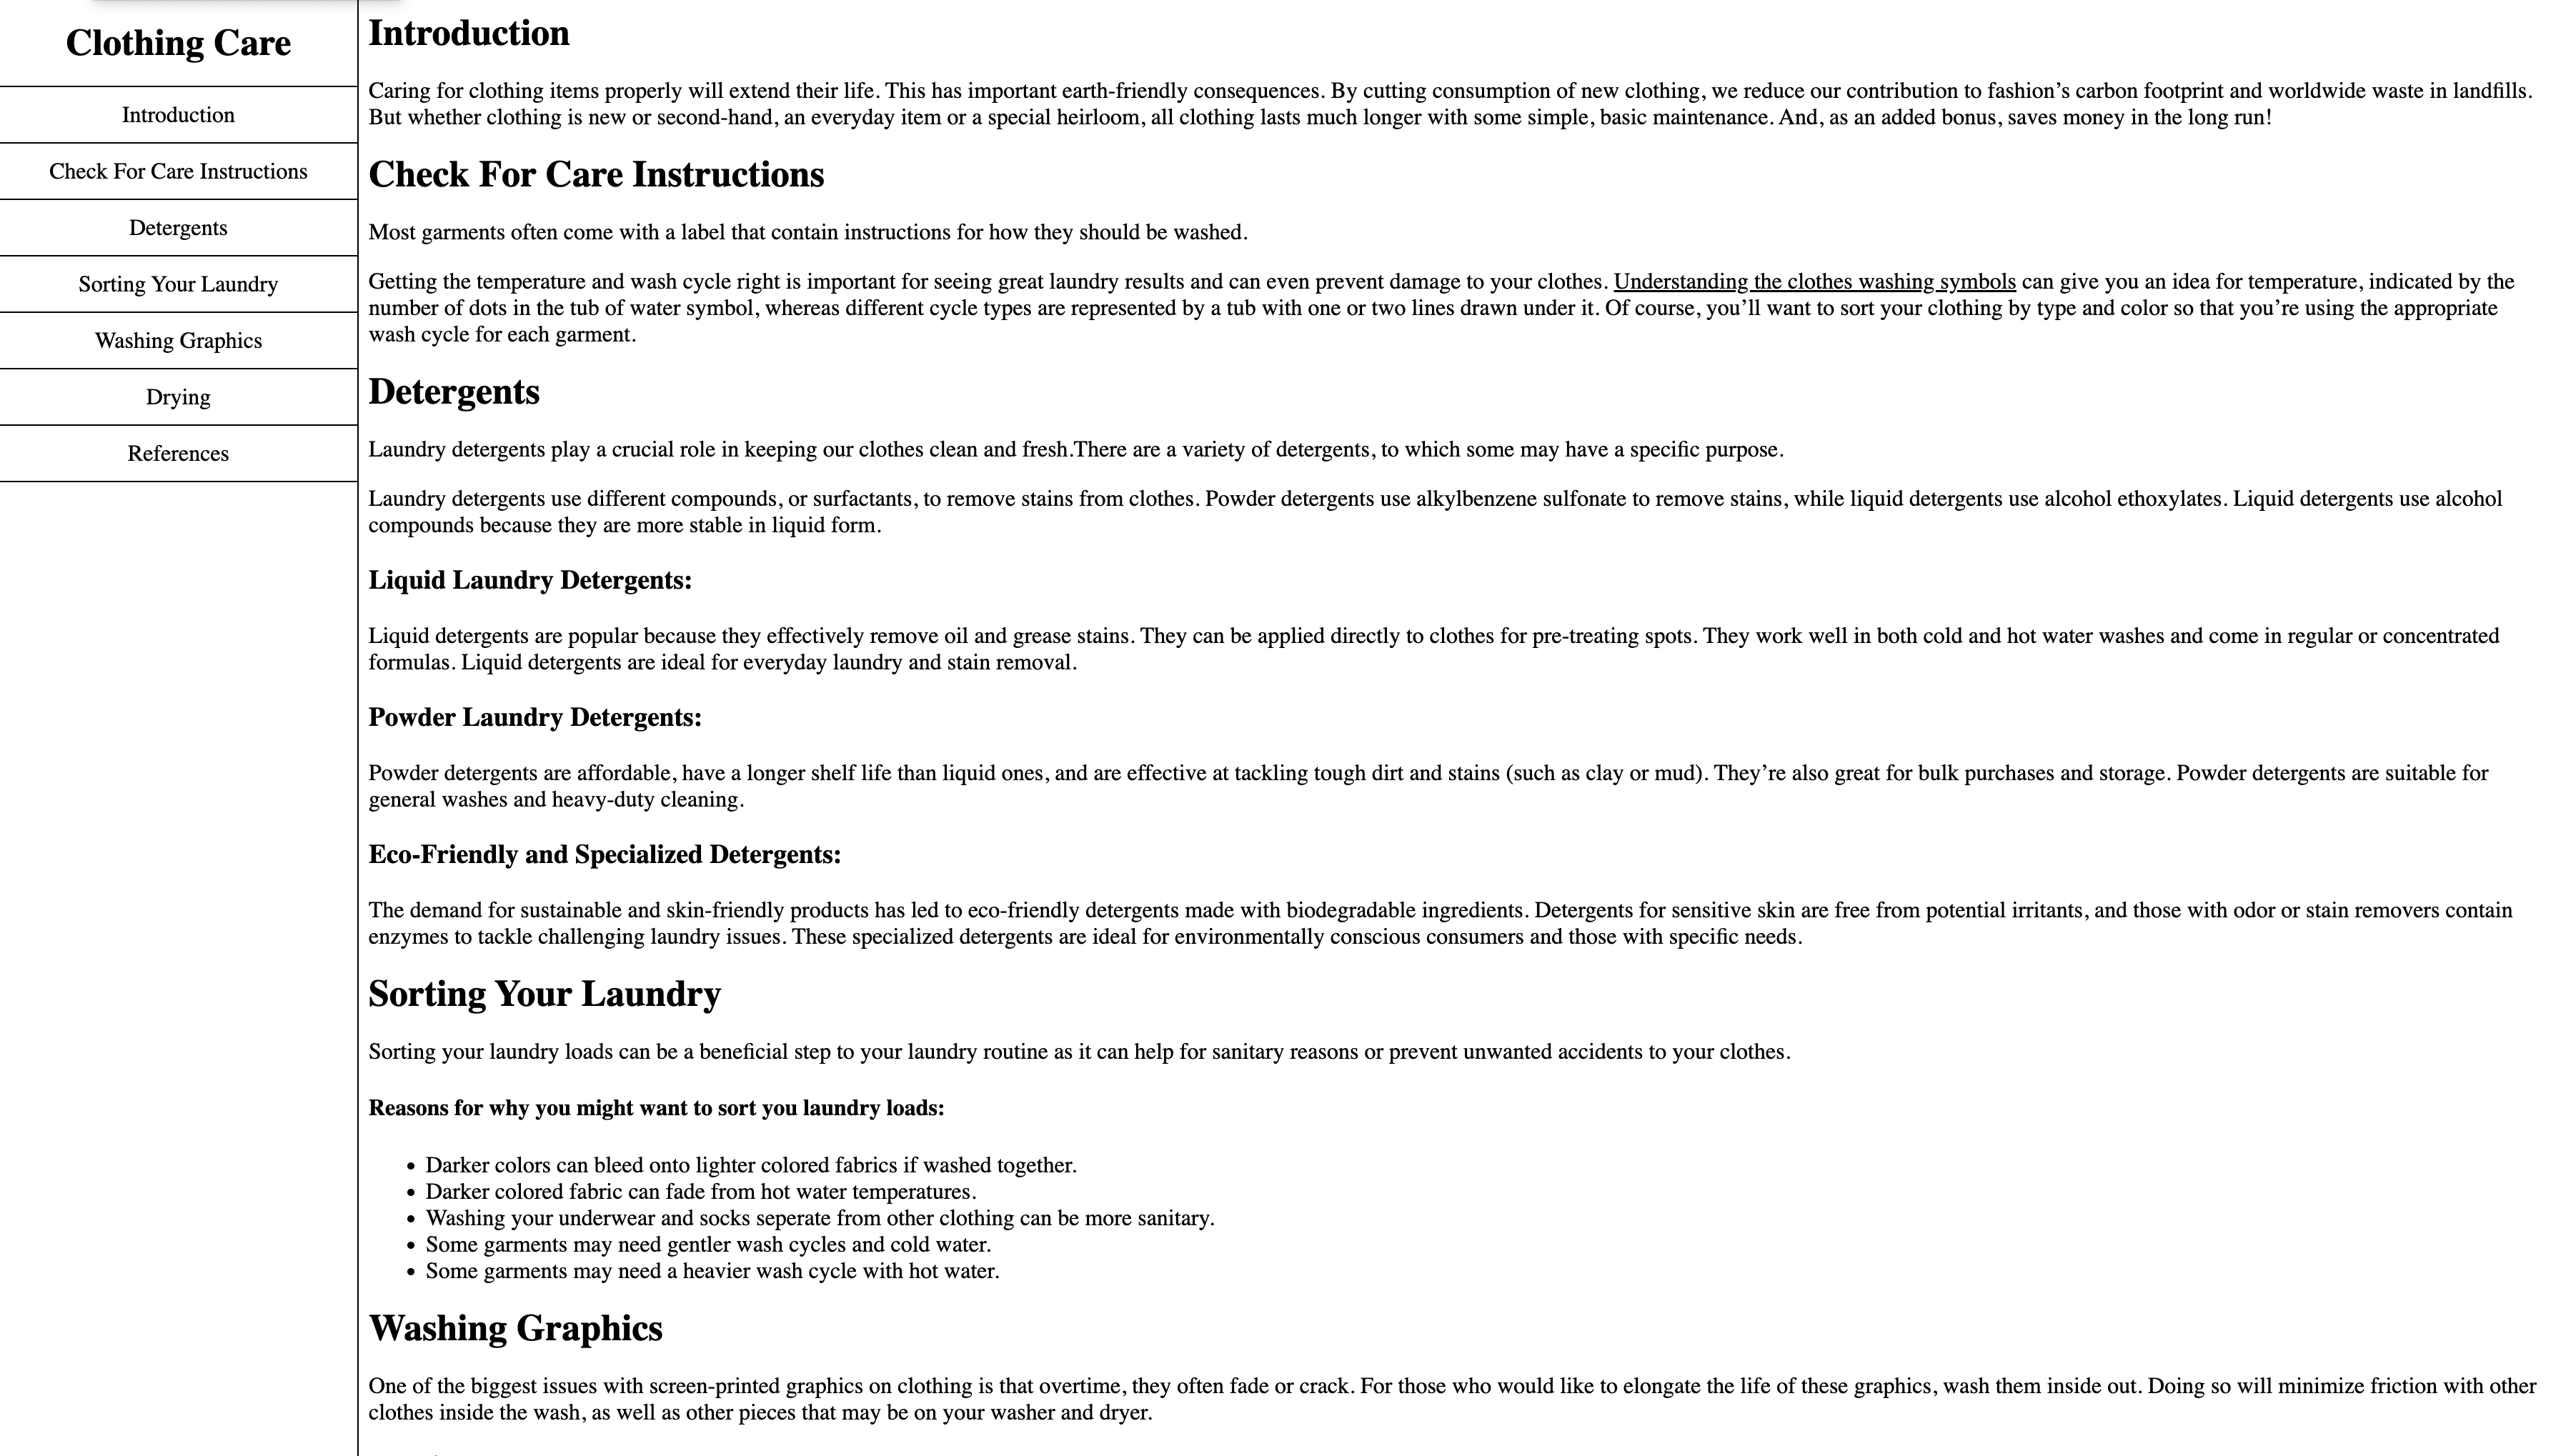 Clothing Care
Introduction
Check For Care Instructions
Detergents
Sorting Your Laundry
Washing Graphics
Drying
References
Introduction
Caring for clothing items properly will extend their life. This has important earth-friendly consequences. By cutting consumption of new clothing, we reduce our contribution to fashion’s carbon footprint and worldwide waste in landfills.
But whether clothing is new or second-hand, an everyday item or a special heirloom, all clothing lasts much longer with some simple, basic maintenance. And, as an added bonus, saves money in the long run!
Check For Care Instructions
Most garments often come with a label that contain instructions for how they should be washed.
Getting the temperature and wash cycle right is important for seeing great laundry results and can even prevent damage to your clothes. Understanding the clothes washing symbols can give you an idea for temperature, indicated by the
number of dots in the tub of water symbol, whereas different cycle types are represented by a tub with one or two lines drawn under it. Of course, you’ll want to sort your clothing by type and color so that you’re using the appropriate
wash cycle for each garment.
Detergents
Laundry detergents play a crucial role in keeping our clothes clean and fresh.There are a variety of detergents, to which some may have a specific purpose.
Laundry detergents use different compounds, or surfactants, to remove stains from clothes. Powder detergents use alkylbenzene sulfonate to remove stains, while liquid detergents use alcohol ethoxylates. Liquid detergents use alcohol
compounds because they are more stable in liquid form.
Liquid Laundry Detergents:
Liquid detergents are popular because they effectively remove oil and grease stains. They can be applied directly to clothes for pre-treating spots. They work well in both cold and hot water washes and come in regular or concentrated
formulas. Liquid detergents are ideal for everyday laundry and stain removal.
Powder Laundry Detergents:
Powder detergents are affordable, have a longer shelf life than liquid ones, and are effective at tackling tough dirt and stains (such as clay or mud). They’re also great for bulk purchases and storage. Powder detergents are suitable for
general washes and heavy-duty cleaning.
Eco-Friendly and Specialized Detergents:
The demand for sustainable and skin-friendly products has led to eco-friendly detergents made with biodegradable ingredients. Detergents for sensitive skin are free from potential irritants, and those with odor or stain removers contain
enzymes to tackle challenging laundry issues. These specialized detergents are ideal for environmentally conscious consumers and those with specific needs.
Sorting Your Laundry
Sorting your laundry loads can be a beneficial step to your laundry routine as it can help for sanitary reasons or prevent unwanted accidents to your clothes.
Reasons for why you might want to sort you laundry loads:
• Darker colors can bleed onto lighter colored fabrics if washed together.
• Darker colored fabric can fade from hot water temperatures.
• Washing your underwear and socks seperate from other clothing can be more sanitary.
• Some garments may need gentler wash cycles and cold water.
• Some garments may need a heavier wash cycle with hot water.
Washing Graphics
One of the biggest issues with screen-printed graphics on clothing is that overtime, they often fade or crack. For those who would like to elongate the life of these graphics, wash them inside out. Doing so will minimize friction with other
clothes inside the wash, as well as other pieces that may be on your washer and dryer.